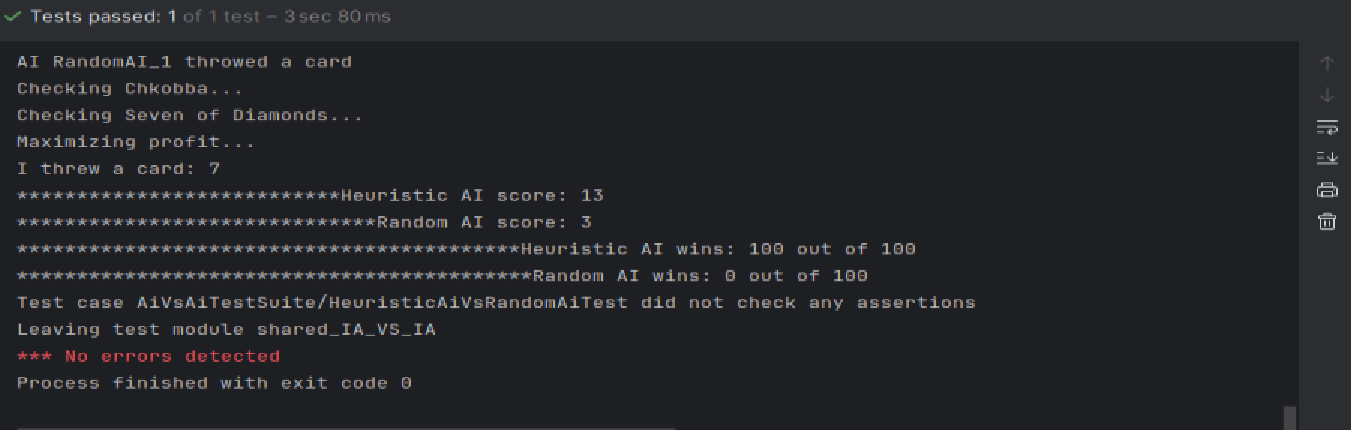 Tests passed: 1 of 1 test – 3 sec 80 ms
AI RandomAI_1 throwed a card
Checking Chkobba...
Checking Seven of Diamonds...
Maximizing profit...
I threw a card: 7
***************************Heuristic AI score: 13
******************************Random AI score: 3
******************************************Heuristic AI wins: 100 out of 100
*******************************************Random AI wins: 0 out of 100
Test case AiVsAiTestSuite/HeuristicAiVsRandomAiTest did not check any assertions
Leaving test module shared_IA_VS_IA
*** No errors detected
Process finished with exit code 0